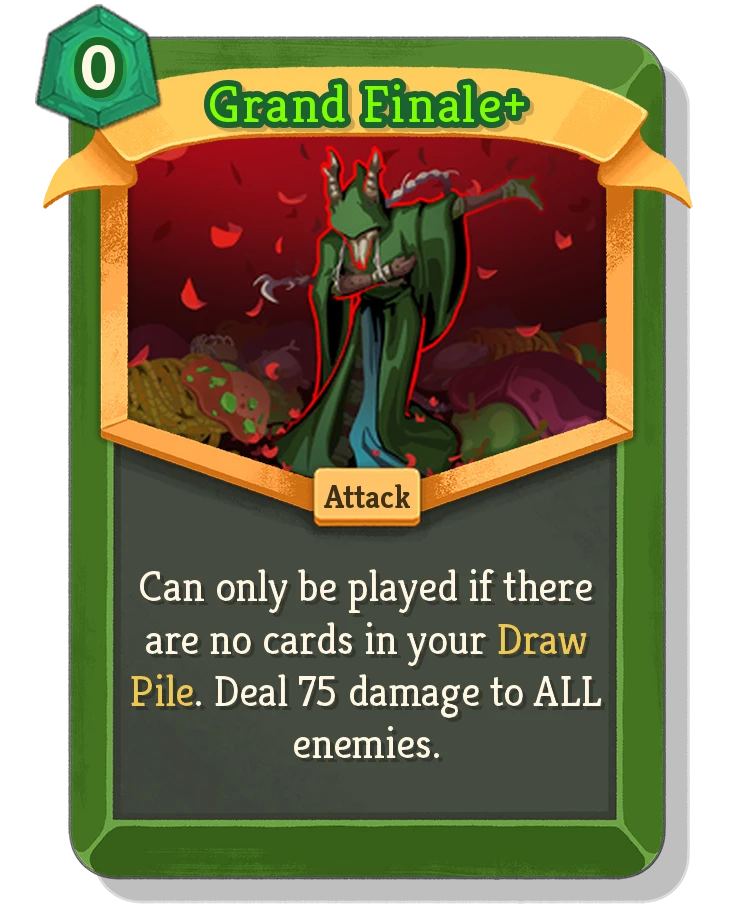 0
Grand Finale+
Attack
Can only be played if there
are no cards in your Draw
Pile. Deal 75 damage to ALL
enemies.